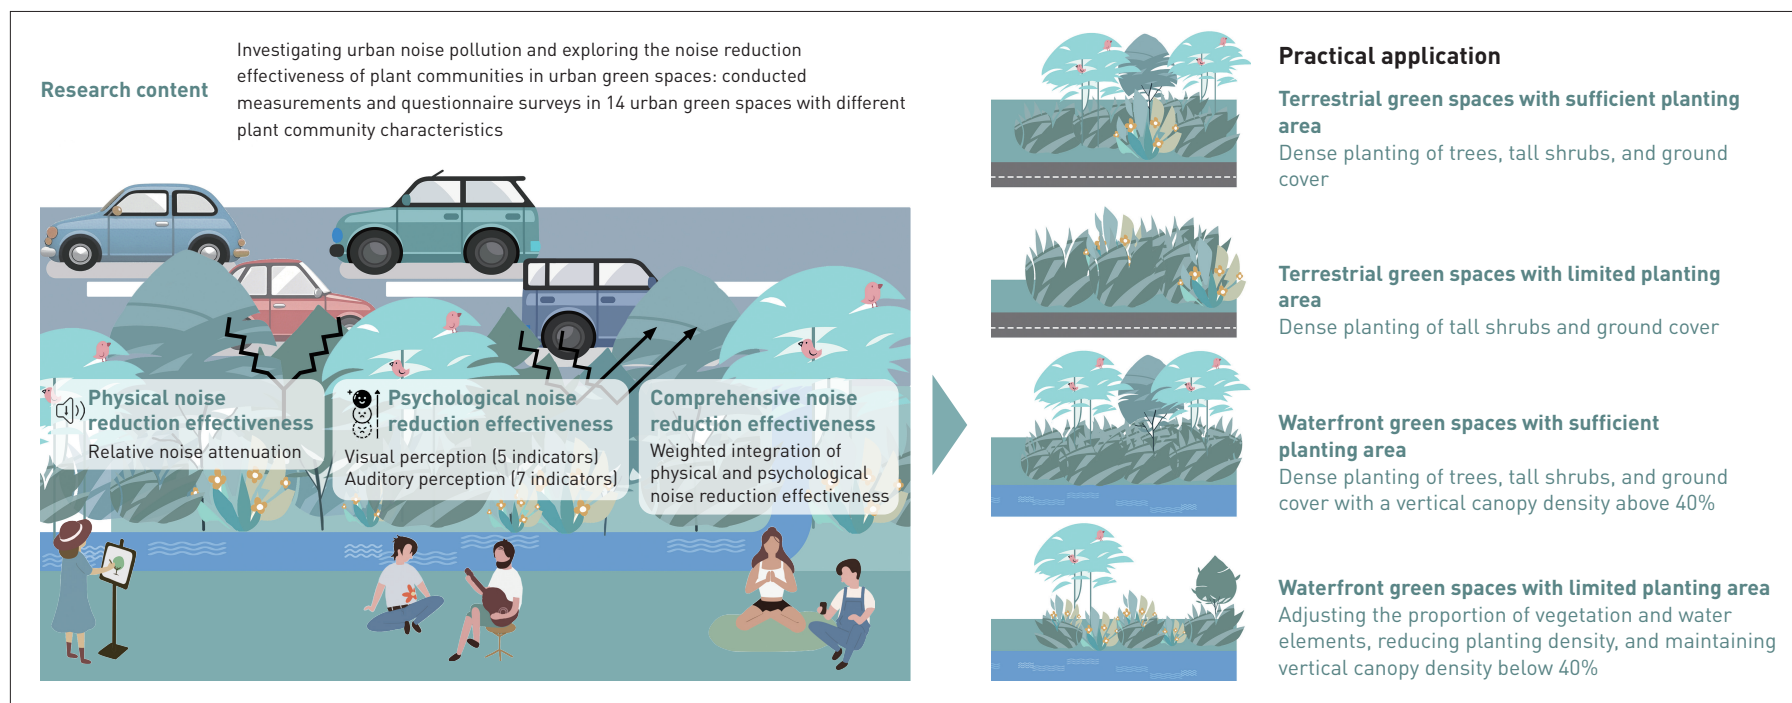 Research content
Investigating urban noise pollution and exploring the noise reduction
effectiveness of plant communities in urban green spaces: conducted
measurements and questionnaire surveys in 14 urban green spaces with different
plant community characteristics
Physical noise
reduction effectiveness
Relative noise attenuation
Psychological noise
reduction effectiveness
Visual perception (5 indicators)
Auditory perception (7 indicators)
Comprehensive noise
reduction effectiveness
Weighted integration of
physical and psychological
noise reduction effectiveness
Practical application
Terrestrial green spaces with sufficient planting
area
Dense planting of trees, tall shrubs, and ground
cover
Terrestrial green spaces with limited planting
area
Dense planting of tall shrubs and ground cover
Waterfront green spaces with sufficient
planting area
Dense planting of trees, tall shrubs, and ground
cover with a vertical canopy density above 40%
Waterfront green spaces with limited planting area
Adjusting the proportion of vegetation and water
elements, reducing planting density, and maintaining
vertical canopy density below 40%